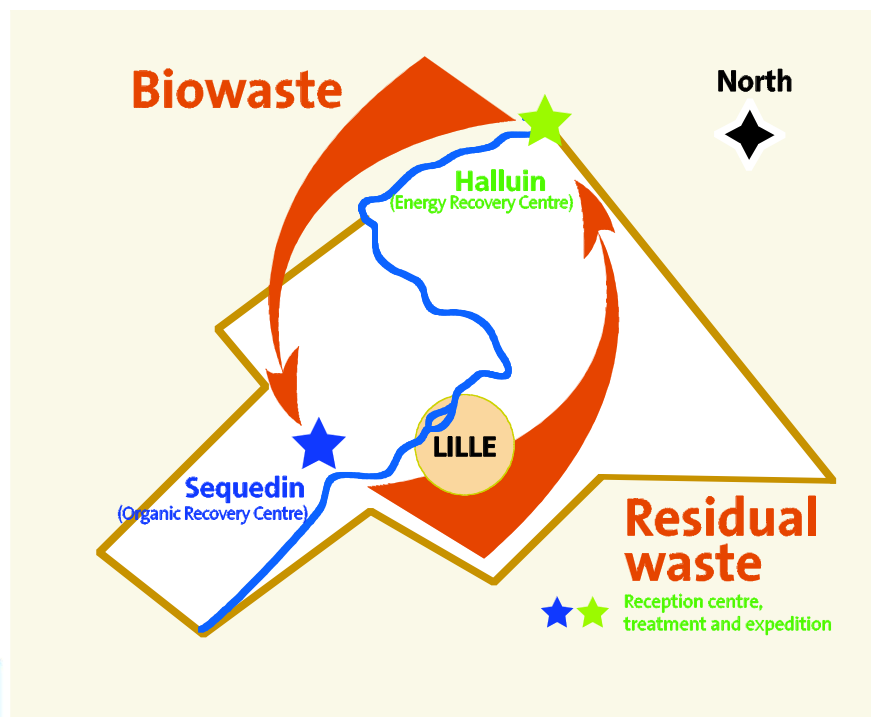 Biowaste
North
Halluin
(Energy Recovery Centre)
LILLE
Sequedin
(Organic Recovery Centre)
Residual
waste
Reception centre,
treatment and expedition